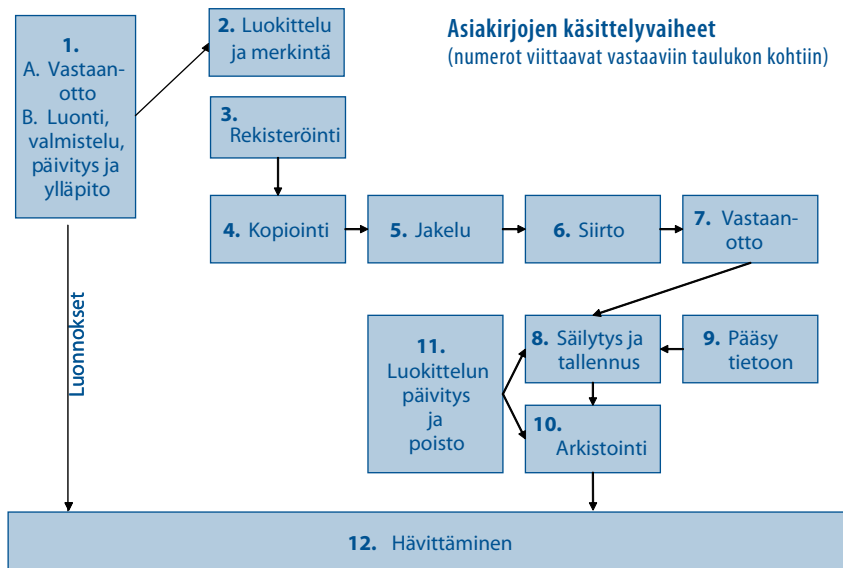 Asiakirjojen käsittelyvaiheet
(numerot viittaavat vastaaviin taulukon kohtiin)
1.
A. Vastaan-
otto
B. Luonti,
valmistelu,
päivitys ja
ylläpito
2. Luokittelu
ja merkintä
3.
Rekisteröinti
4. Kopiointi
5. Jakelu
6. Siirto
7. Vastaan-
otto
Luonnokset
11.
Luokittelun
päivitys
ja
poisto
8. Säilytys ja
tallennus
9. Pääsy
tietoon
10.
Arkistointi
12. Hävittäminen